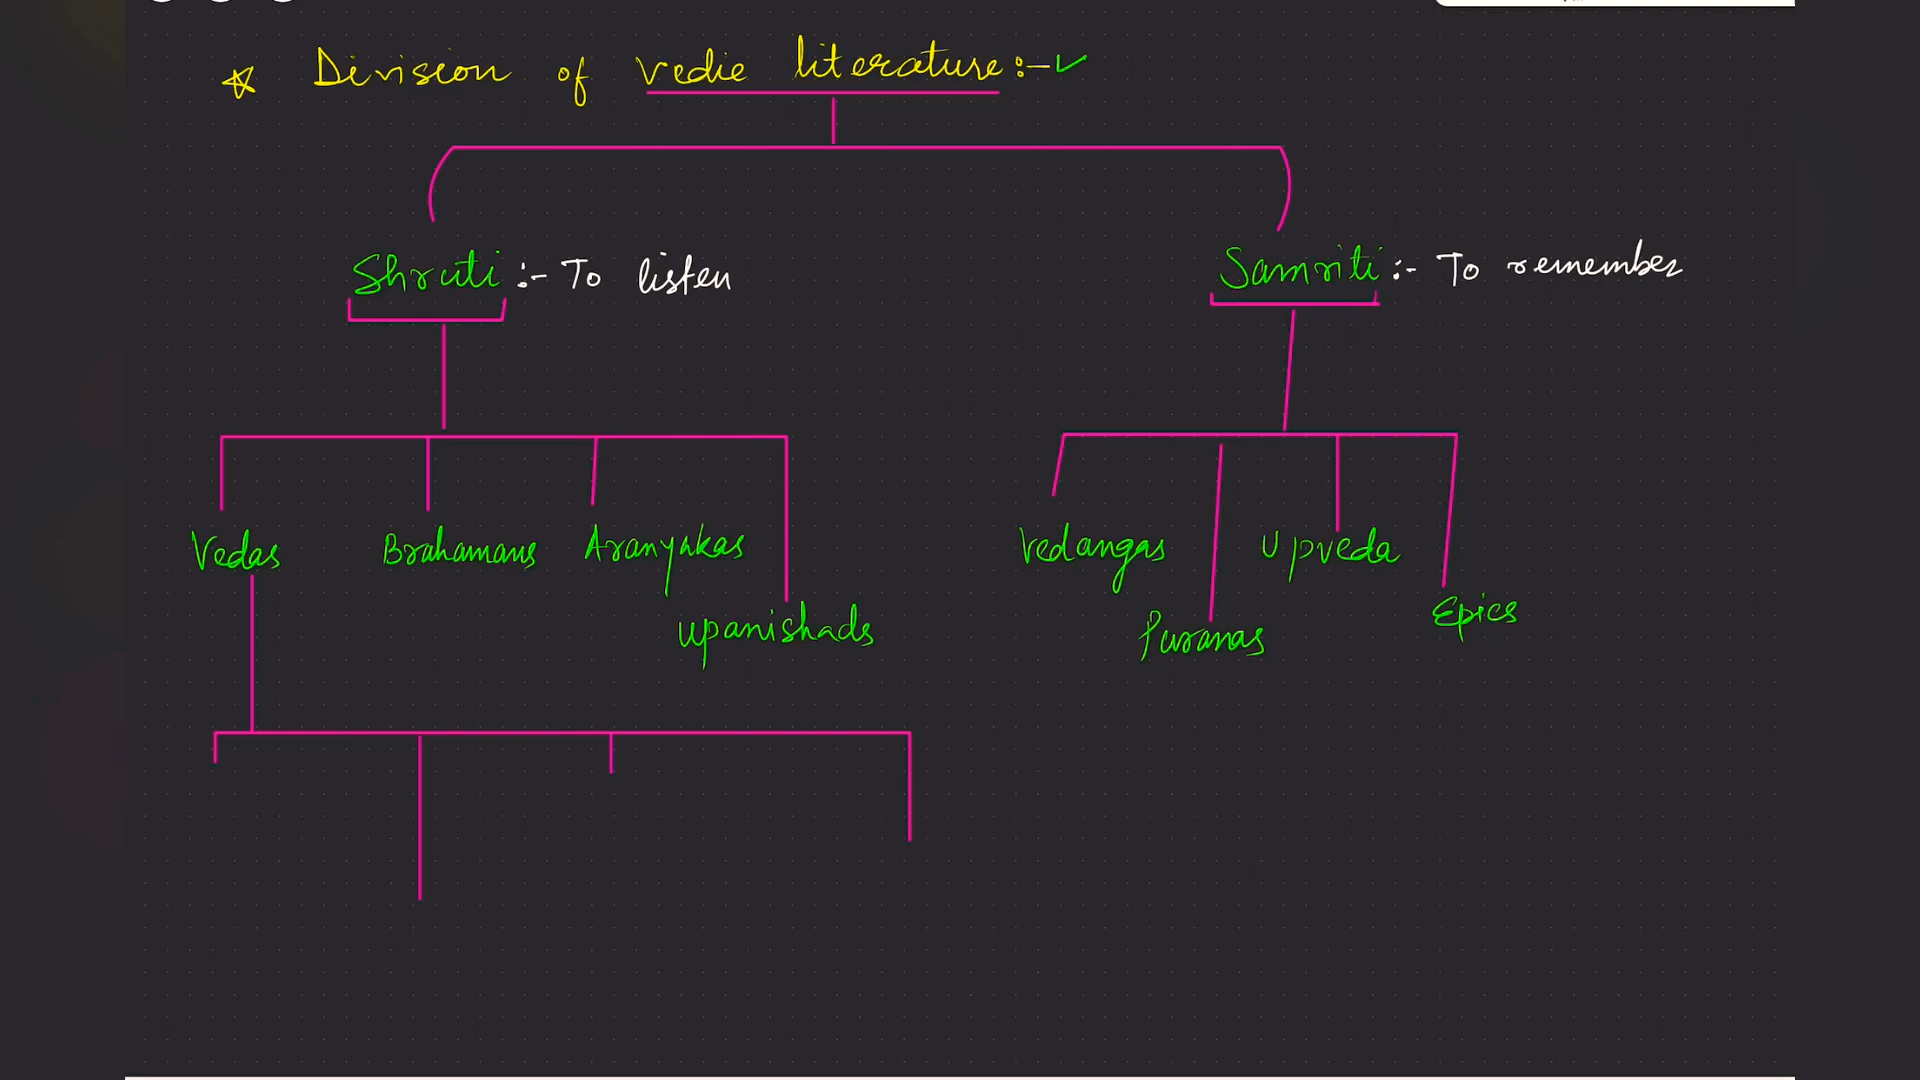 ☆ Division of vedic literature :- ✓
Shruti :- To listen
Samriti :- To remember
Vedas Brahamans Aranyakas
upanishads
Vedangas Upveda
Puranas Epics